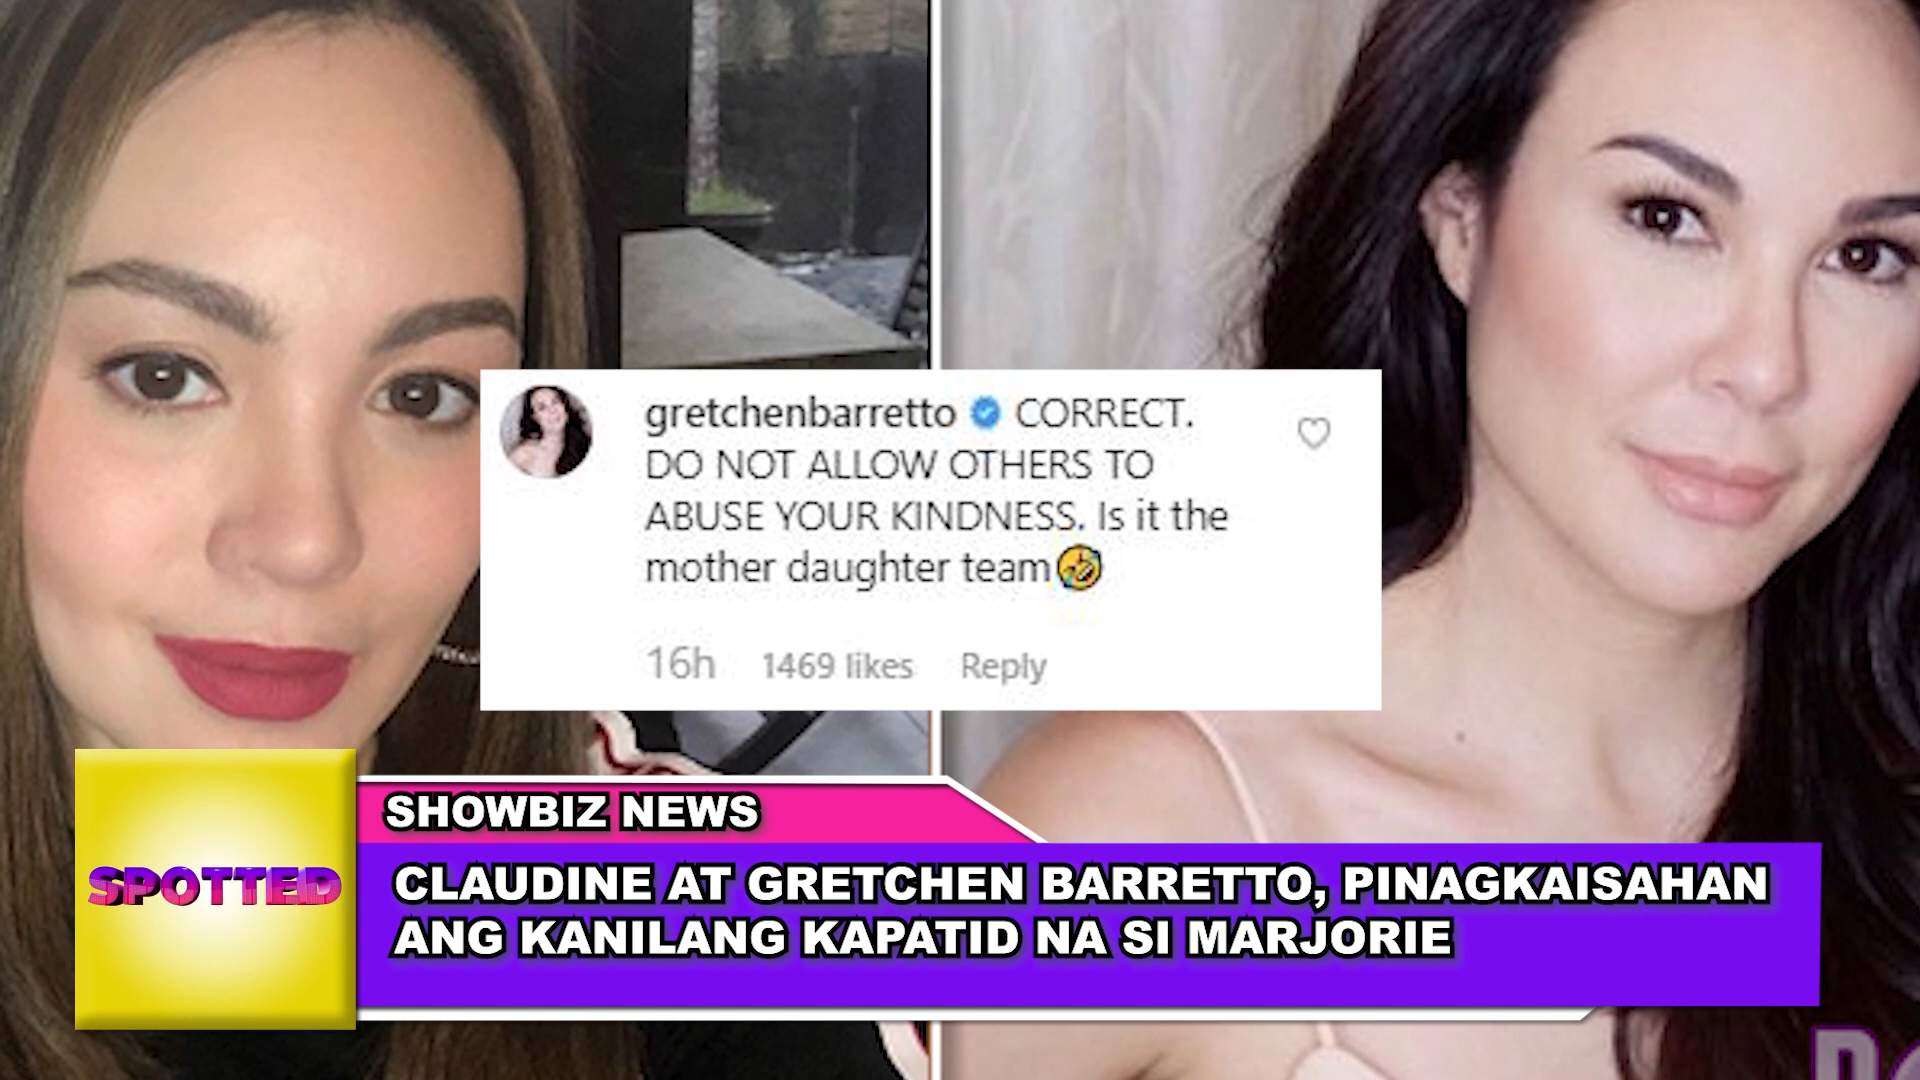 gretchenbarretto CORRECT.
DO NOT ALLOW OTHERS TO
ABUSE YOUR KINDNESS. Is it the
mother daughter team🤣
16h 1469 likes Reply
SHOWBIZ NEWS
SPOTTED
CLAUDINE AT GRETCHEN BARRETTO, PINAGKAISAHAN
ANG KANILANG KAPATID NA SI MARJORIE